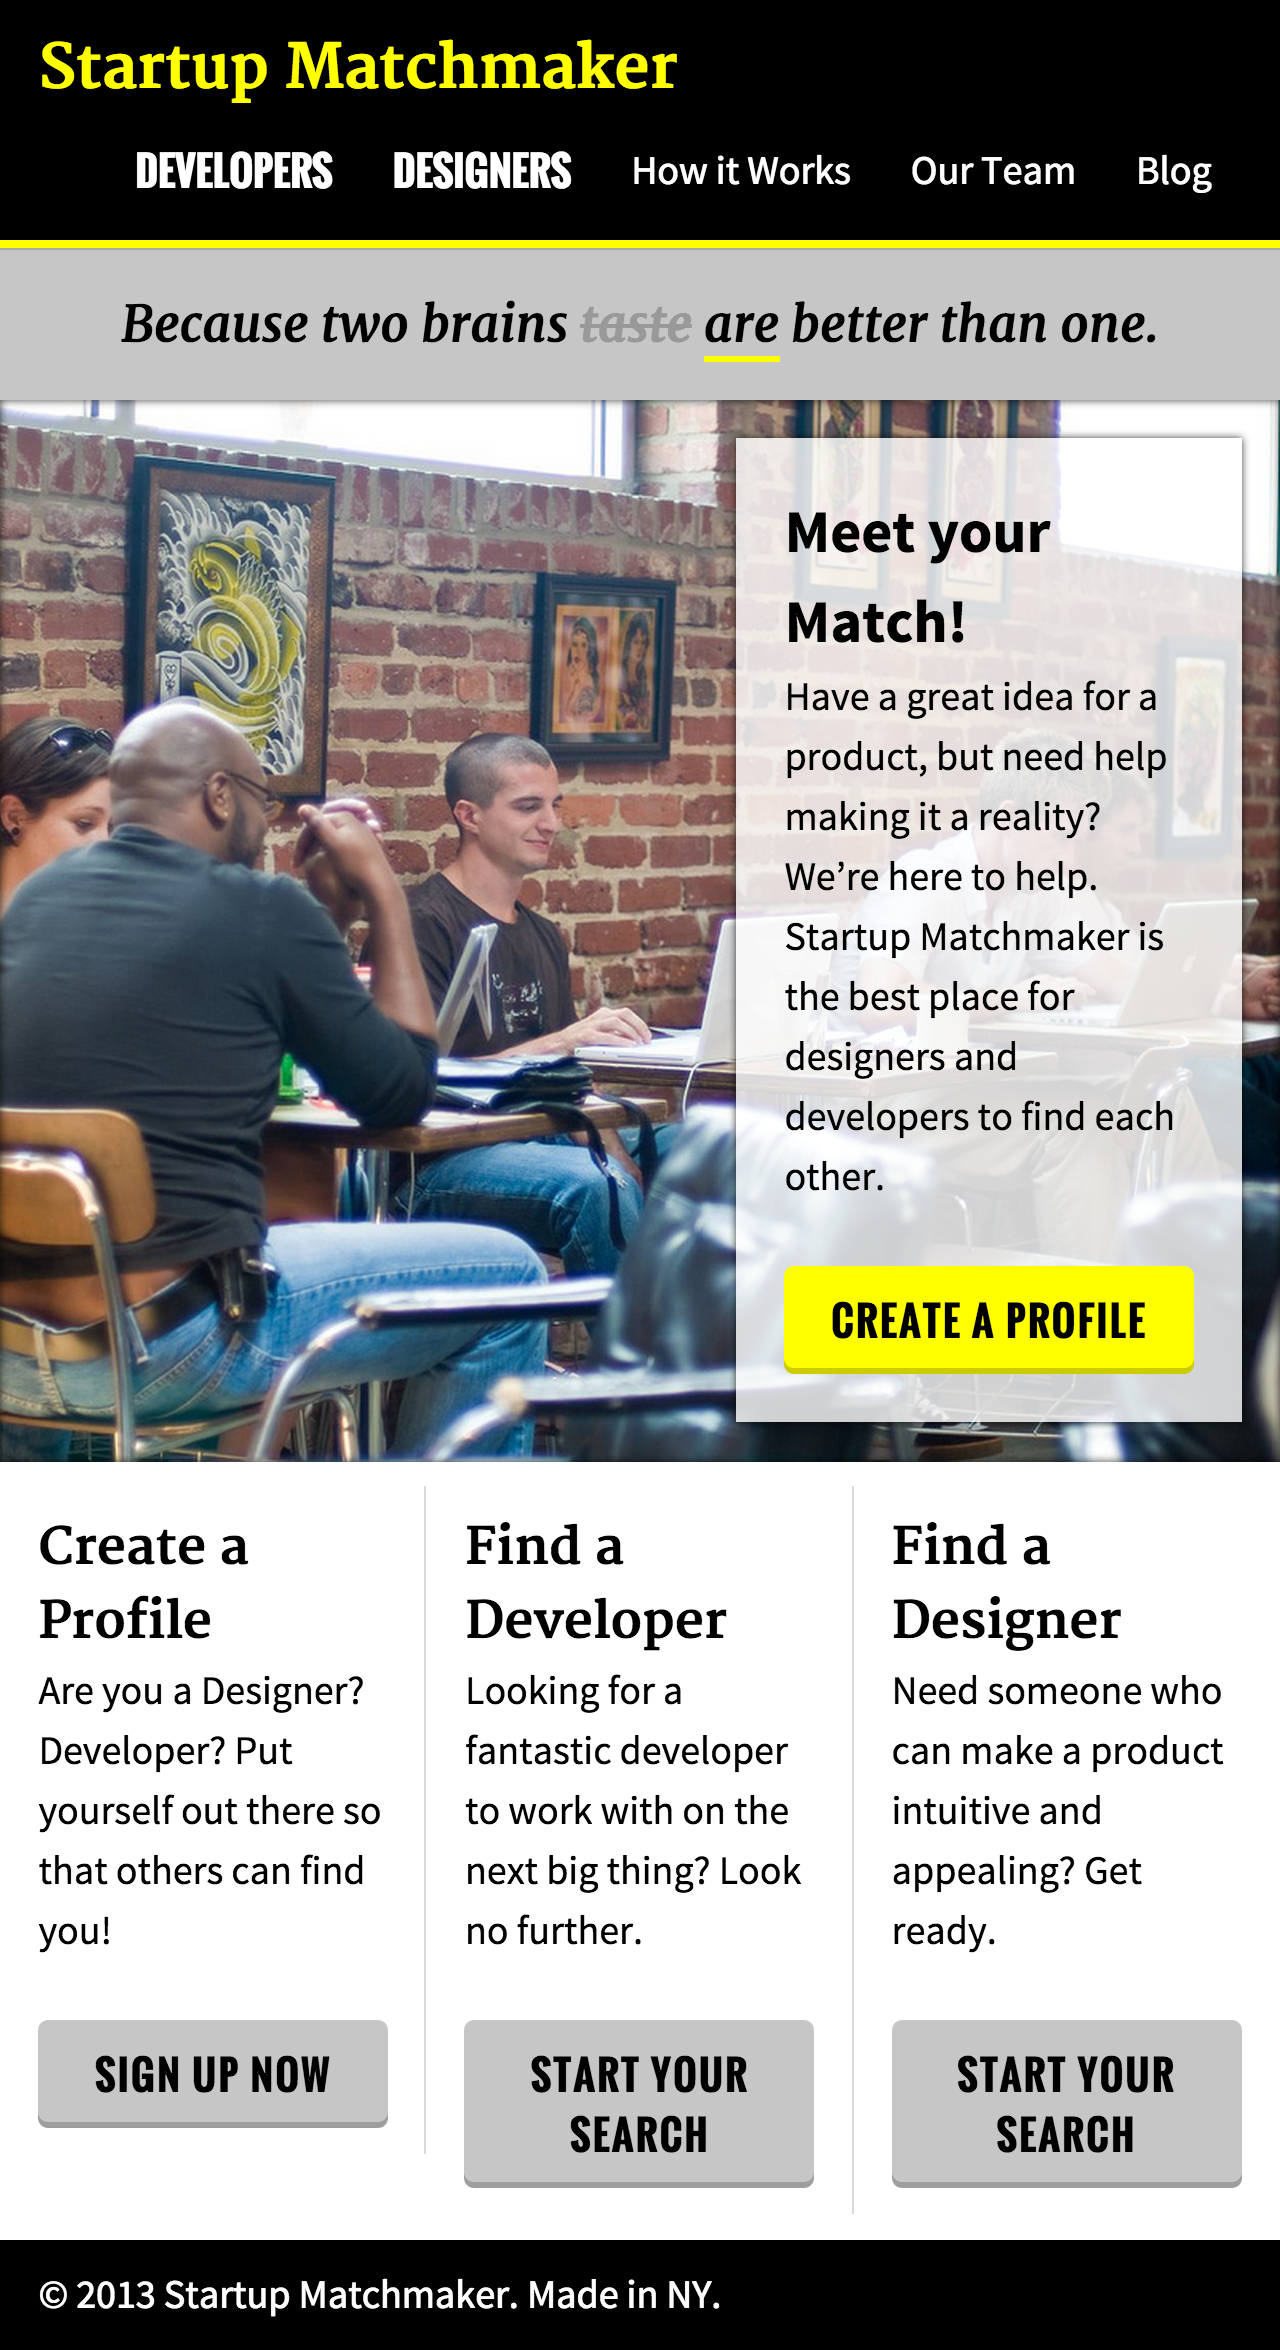 Startup Matchmaker
DEVELOPERS DESIGNERS How it Works Our Team Blog
Because two brains taste are better than one.
Meet your
Match!
Have a great idea for a
product, but need help
making it a reality?
We’re here to help.
Startup Matchmaker is
the best place for
designers and
developers to find each
other.
CREATE A PROFILE
Create a
Profile
Are you a Designer?
Developer? Put
yourself out there so
that others can find
you!
SIGN UP NOW
Find a
Developer
Looking for a
fantastic developer
to work with on the
next big thing? Look
no further.
START YOUR
SEARCH
Find a
Designer
Need someone who
can make a product
intuitive and
appealing? Get
ready.
START YOUR
SEARCH
© 2013 Startup Matchmaker. Made in NY.